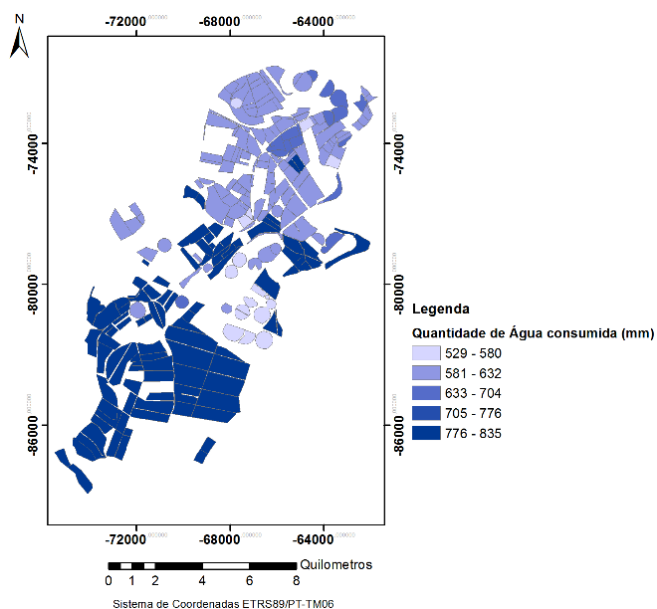 N
-72000 -68000 -64000
-74000
-80000
-86000
-72000 -68000 -64000
-74000
-80000
-86000
Legenda
Quantidade de Água consumida (mm)
529 - 580
581 - 632
633 - 704
705 - 776
776 - 835
Quilometros
0 1 2 4 6 8
Sistema de Coordenadas ETRS89/PT-TM06